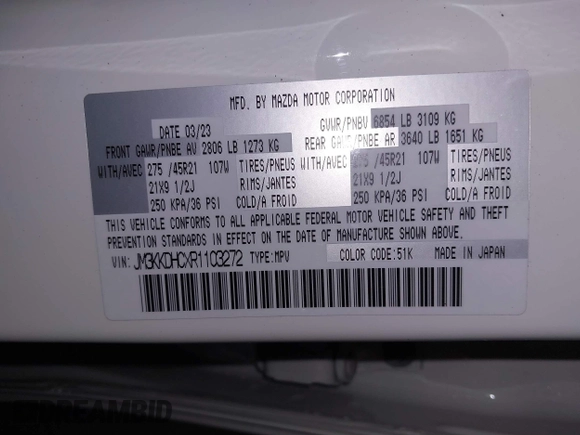 MFD. BY MAZDA MOTOR CORPORATION
DATE 03/23 GVWR/PNBV 6854 LB 3109 KG
FRONT GAWR/PNBE AV 2806 LB 1273 KG REAR GAWR/PNBE AR 3640 LB 1651 KG
WITH/AVEC 275 /45R21 107W TIRES/PNEUS WITH/AVEC 275 /45R21 107W TIRES/PNEUS
21X9 1/2J RIMS/JANTES 21X9 1/2J RIMS/JANTES
250 KPA/36 PSI COLD/A FROID 250 KPA/36 PSI COLD/A FROID
THIS VEHICLE CONFORMS TO ALL APPLICABLE FEDERAL MOTOR VEHICLE SAFETY AND THEFT
PREVENTION STANDARDS IN EFFECT ON THE DATE OF MANUFACTURE SHOWN ABOVE.
VIN: JM3KKDHCXR1103272 TYPE:MPV COLOR CODE:51K MADE IN JAPAN
DREAMBID